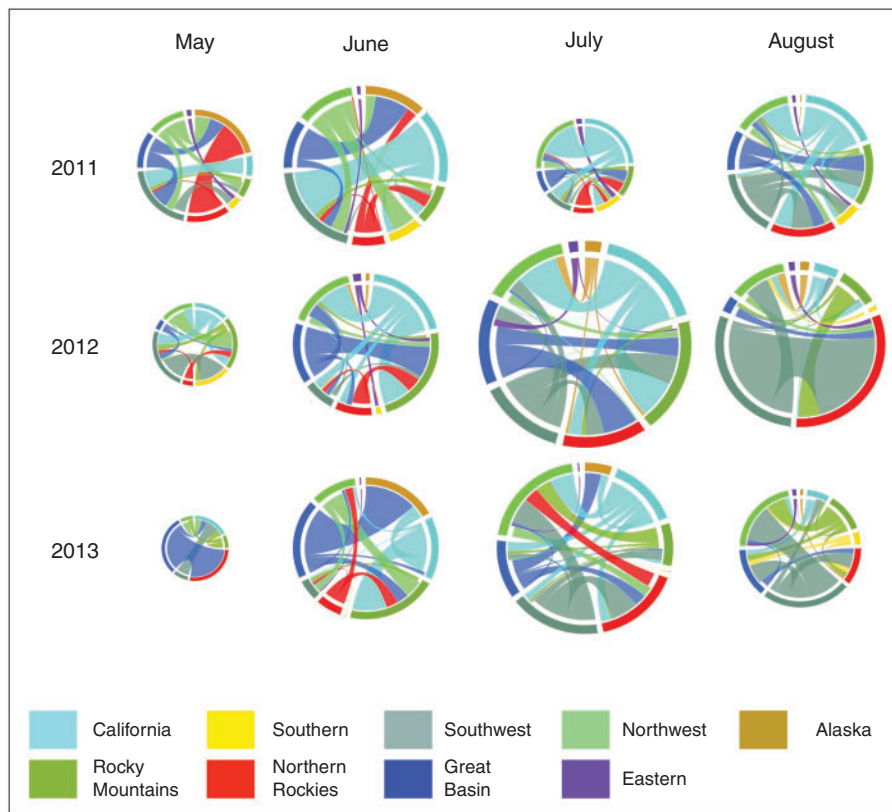 May June July August
2011
2012
2013
California Southern Southwest Northwest Alaska
Rocky Northern Great Eastern
Mountains Rockies Basin